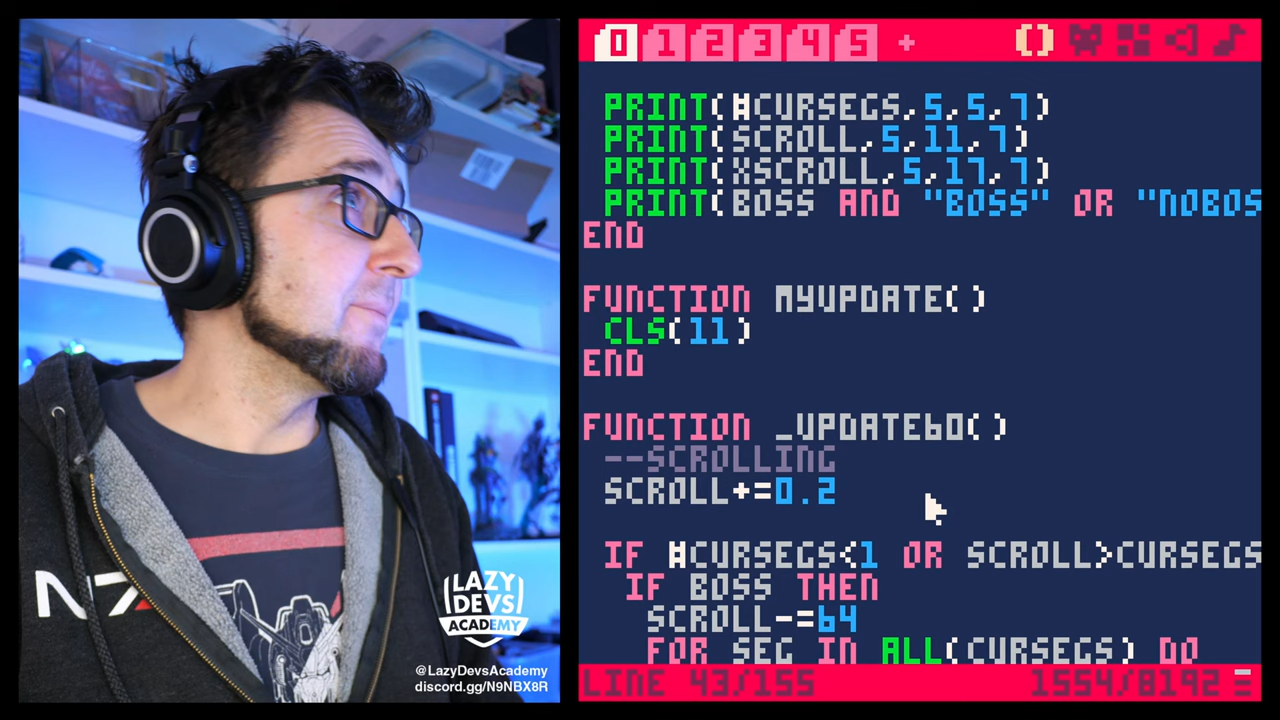 N7
LAZY
DEVS
ACADEMY
@LazyDevsAcademy
discord.gg/N9NBX8R
0 1 2 3 4 5 +
PRINT(#CURSEGS,5,5,7)
PRINT(SCROLL,5,11,7)
PRINT(XSCROLL,5,17,7)
PRINT(BOSS AND "BOSS" OR "NOBOS
END
FUNCTION MYUPDATE()
CLS(11)
END
FUNCTION _UPDATE60()
--SCROLLING
SCROLL+=0.2
IF #CURSEGS<1 OR SCROLL>CURSEGS
IF BOSS THEN
SCROLL-=64
FOR SEG IN ALL(CURSEGS) DO
LINE 43/155
1554/8192